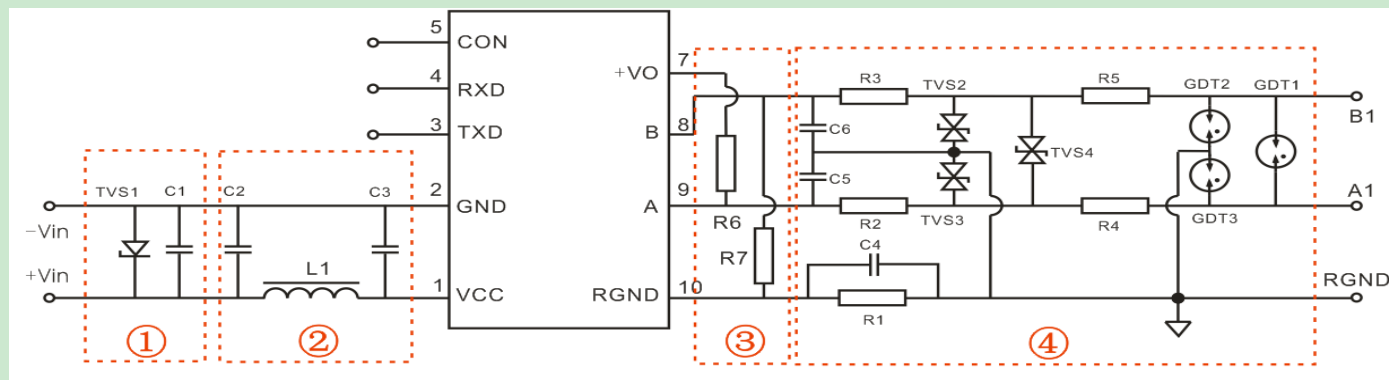 5
CON
4
RXD
3
TXD
2
GND
1
VCC
7
+VO
B
8
9
A
RGND
10
TVS1
C1
C2
C3
L1
−Vin
+Vin
①
②
R6
R7
③
C6
C5
R3
TVS2
R5
GDT2
GDT1
B1
TVS4
R2
TVS3
R4
GDT3
A1
C4
R1
RGND
④